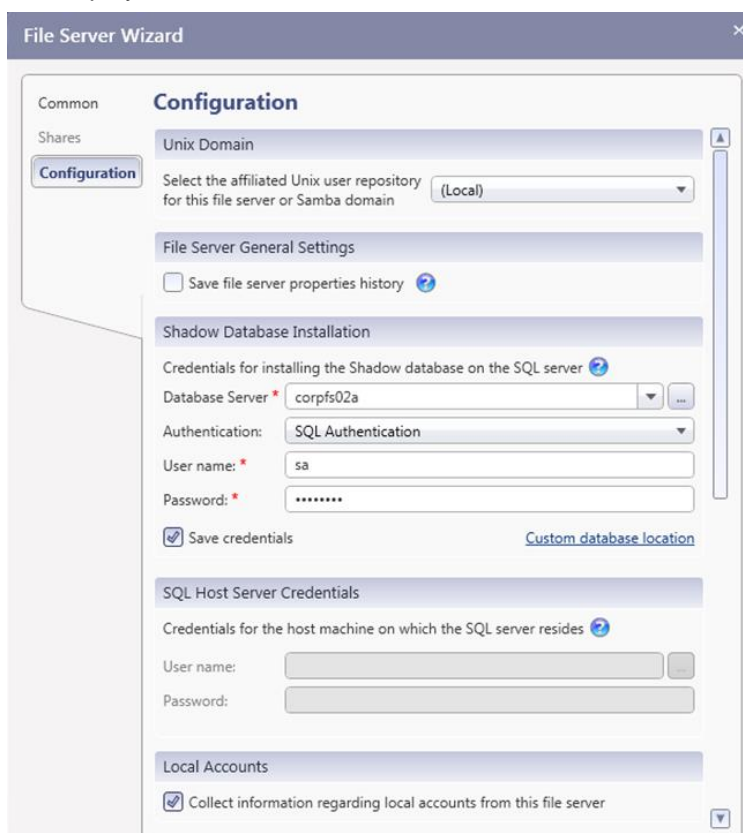 File Server Wizard
Common
Shares
Configuration
Configuration
Unix Domain
Select the affiliated Unix user repository
for this file server or Samba domain
(Local)
File Server General Settings
Save file server properties history
Shadow Database Installation
Credentials for installing the Shadow database on the SQL server
Database Server * corpfs02a ...
Authentication: SQL Authentication
User name: * sa
Password: * ••••••••
Save credentials Custom database location
SQL Host Server Credentials
Credentials for the host machine on which the SQL server resides
User name: ...
Password:
Local Accounts
Collect information regarding local accounts from this file server